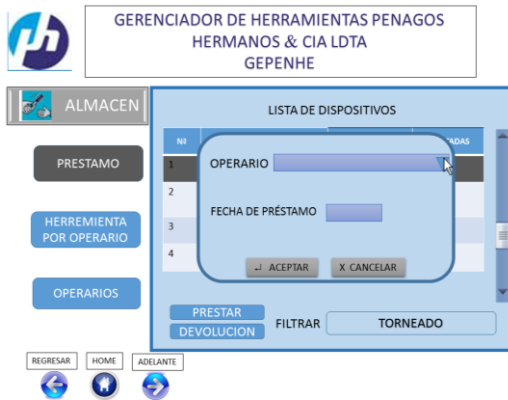 GERENCIADOR DE HERRAMIENTAS PENAGOS
HERMANOS & CIA LDTA
GEPENHE
ALMACEN
LISTA DE DISPOSITIVOS
PRESTAMO
HERREMIENTA
POR OPERARIO
OPERARIOS
Nº
1
2
3
4
OPERARIO
FECHA DE PRÉSTAMO
ACEPTAR
X CANCELAR
PRESTAR
DEVOLUCION
FILTRAR
TORNEADO
REGRESAR
HOME
ADELANTE